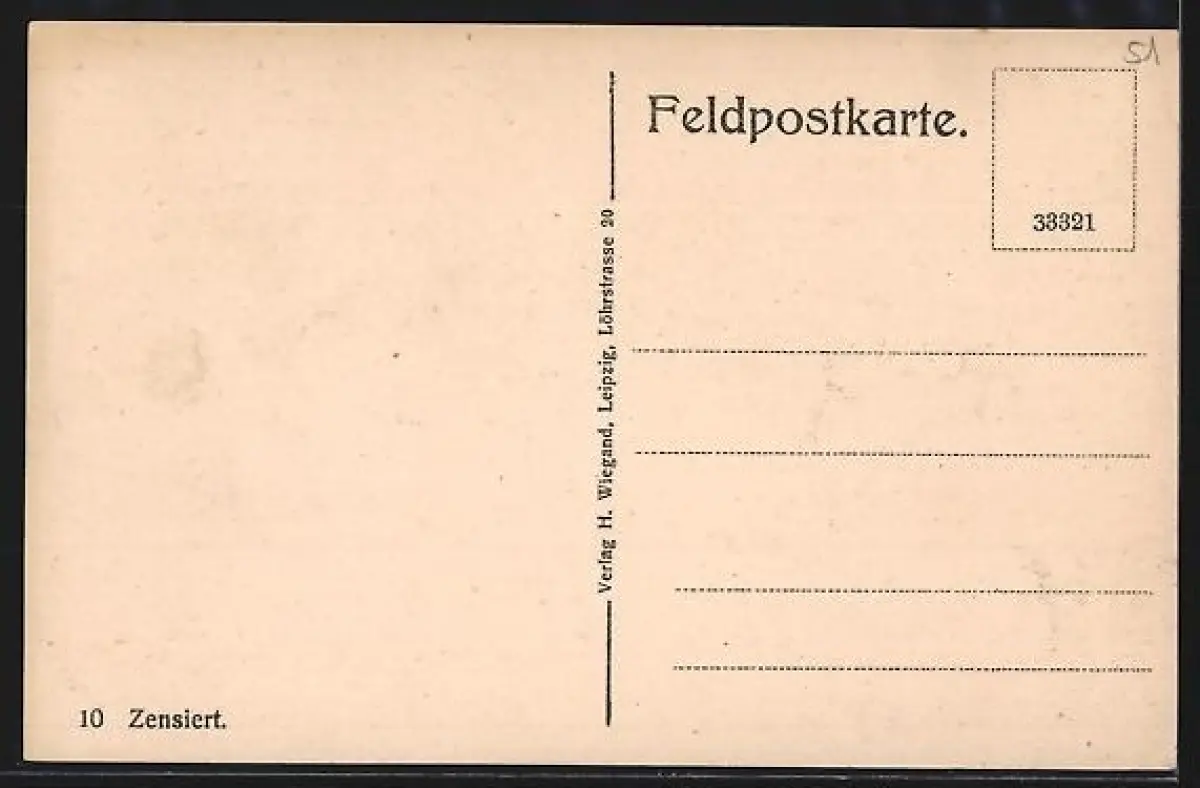 51
Feldpostkarte.
33321
Verlag H. Wiegand, Leipzig, Löhrstrasse 20
10 Zensiert.